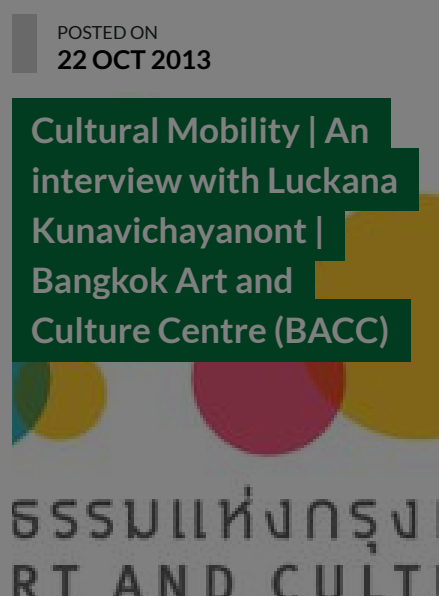 POSTED ON
22 OCT 2013
Cultural Mobility | An
interview with Luckana
Kunavichayanont |
Bangkok Art and
Culture Centre (BACC)
ธรรมแห่งกรุง
RT AND CULT